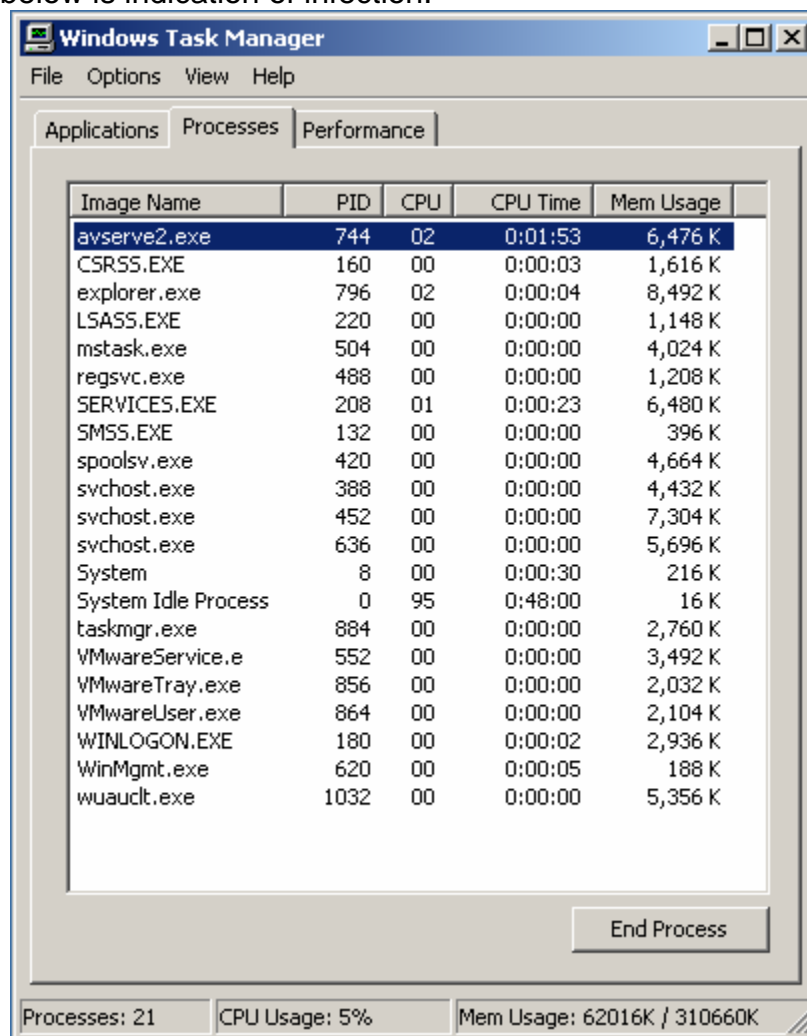 below is indication of infection.
Windows Task Manager
File Options View Help
Applications Processes Performance
Image Name PID CPU CPU Time Mem Usage
avserve2.exe 744 02 0:01:53 6,476 K
CSRSS.EXE 160 00 0:00:03 1,616 K
explorer.exe 796 02 0:00:04 8,492 K
LSASS.EXE 220 00 0:00:00 1,148 K
mstask.exe 504 00 0:00:00 4,024 K
regsvc.exe 488 00 0:00:00 1,208 K
SERVICES.EXE 208 01 0:00:23 6,480 K
SMSS.EXE 132 00 0:00:00 396 K
spoolsv.exe 420 00 0:00:00 4,664 K
svchost.exe 388 00 0:00:00 4,432 K
svchost.exe 452 00 0:00:00 7,304 K
svchost.exe 636 00 0:00:00 5,696 K
System 8 00 0:00:30 216 K
System Idle Process 0 95 0:48:00 16 K
taskmgr.exe 884 00 0:00:00 2,760 K
VMwareService.e 552 00 0:00:00 3,492 K
VMwareTray.exe 856 00 0:00:00 2,032 K
VMwareUser.exe 864 00 0:00:00 2,104 K
WINLOGON.EXE 180 00 0:00:02 2,936 K
WinMgmt.exe 620 00 0:00:05 188 K
wuauclt.exe 1032 00 0:00:00 5,356 K
End Process
Processes: 21 CPU Usage: 5% Mem Usage: 62016K / 310660K